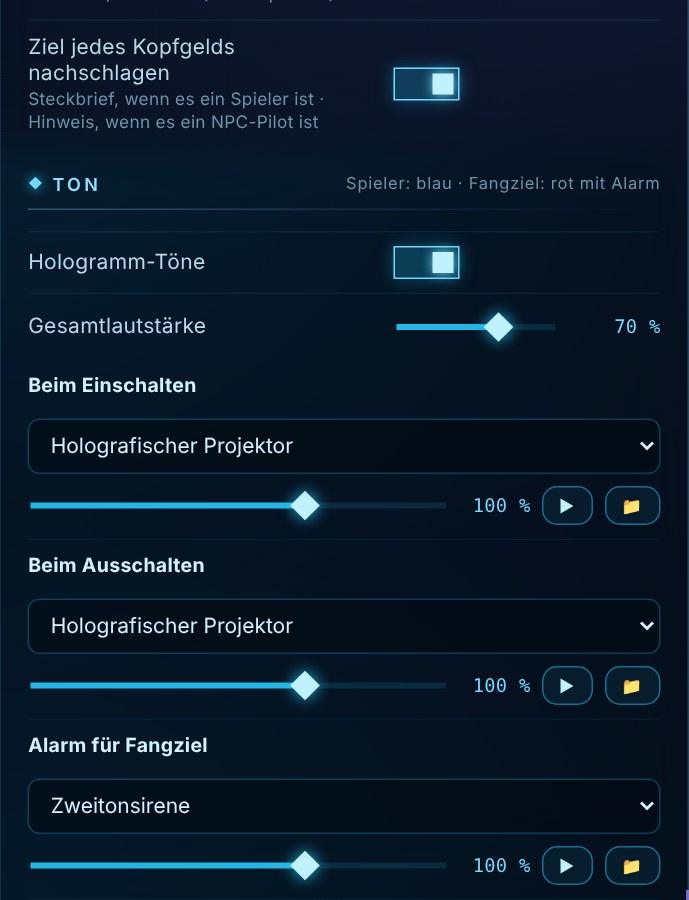 Ziel jedes Kopfgelds
nachschlagen
Steckbrief, wenn es ein Spieler ist ·
Hinweis, wenn es ein NPC-Pilot ist
TON
Spieler: blau · Fangziel: rot mit Alarm
Hologramm-Töne
Gesamtlautstärke
70 %
Beim Einschalten
Holografischer Projektor
100 %
Beim Ausschalten
Holografischer Projektor
100 %
Alarm für Fangziel
Zweitonsirene
100 %